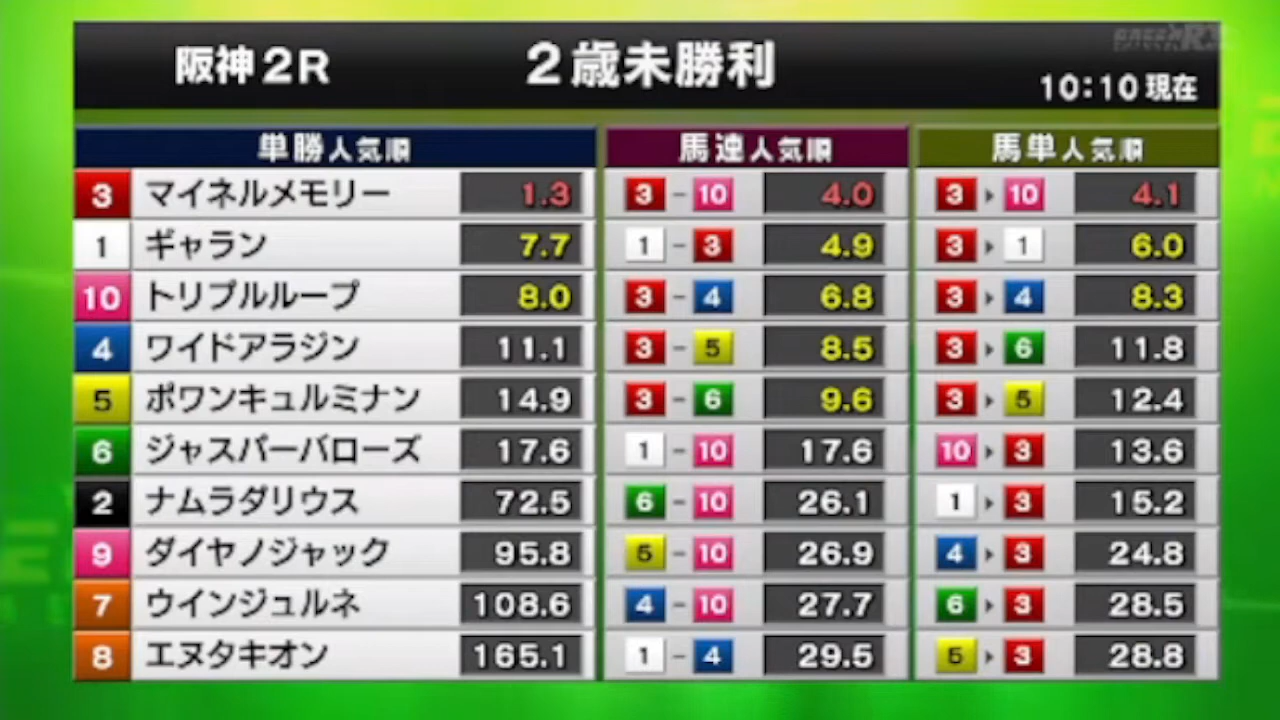 阪神2R 2歳未勝利 10:10現在
単勝人気順 馬連人気順 馬単人気順
3 マイネルメモリー 1.3 3-10 4.0 3▸10 4.1
1 ギャラン 7.7 1-3 4.9 3▸1 6.0
10 トリプルループ 8.0 3-4 6.8 3▸4 8.3
4 ワイドアラジン 11.1 3-5 8.5 3▸6 11.8
5 ポワンキュルミナン 14.9 3-6 9.6 3▸5 12.4
6 ジャスパーバローズ 17.6 1-10 17.6 10▸3 13.6
2 ナムラダリウス 72.5 6-10 26.1 1▸3 15.2
9 ダイヤノジャック 95.8 5-10 26.9 4▸3 24.8
7 ウインジュルネ 108.6 4-10 27.7 6▸3 28.5
8 エヌタキオン 165.1 1-4 29.5 5▸3 28.8